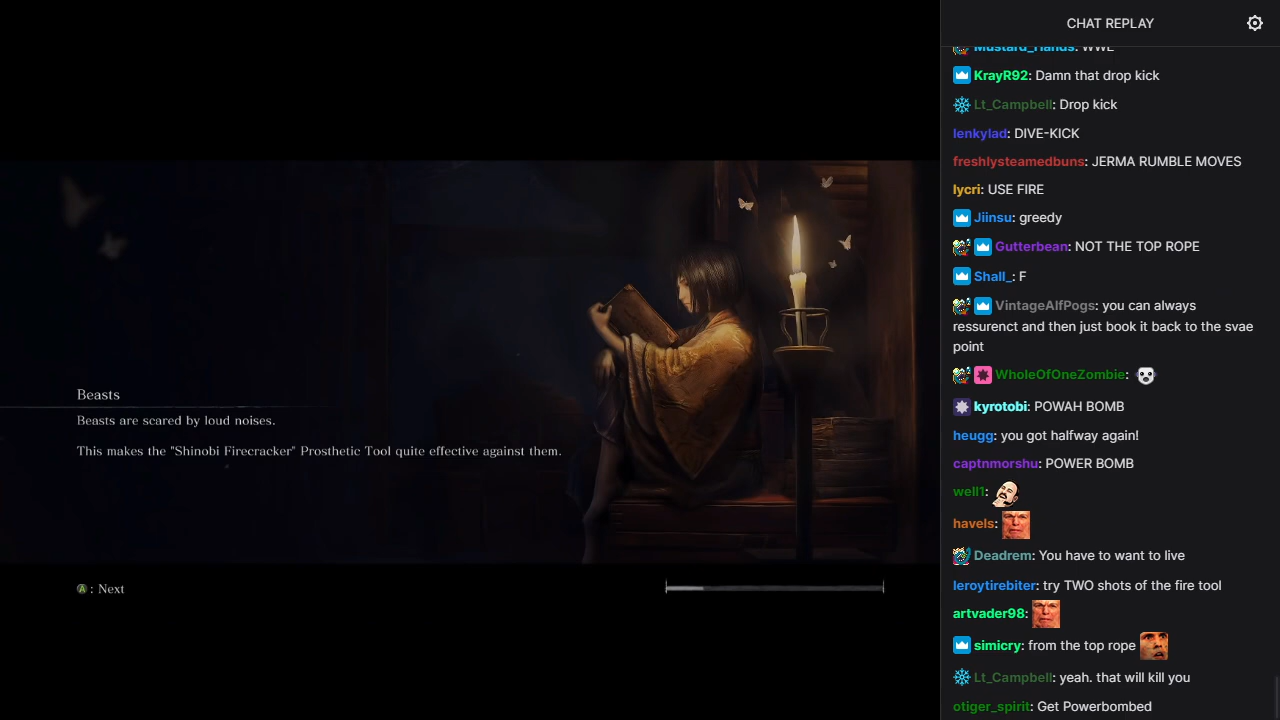 CHAT REPLAY
Mustard_Hands: WWE
KrayR92: Damn that drop kick
Lt_Campbell: Drop kick
lenkylad: DIVE-KICK
freshlysteamedbuns: JERMA RUMBLE MOVES
lycri: USE FIRE
Jiinsu: greedy
Gutterbean: NOT THE TOP ROPE
Shall_: F
VintageAlfPogs: you can always
ressurenct and then just book it back to the svae
point
WholeOfOneZombie:
kyrotobi: POWAH BOMB
heugg: you got halfway again!
captnmorshu: POWER BOMB
well1:
havels:
Deadrem: You have to want to live
leroytirebiter: try TWO shots of the fire tool
artvader98:
simicry: from the top rope
Lt_Campbell: yeah. that will kill you
otiger_spirit: Get Powerbombed
Beasts
Beasts are scared by loud noises.
This makes the "Shinobi Firecracker" Prosthetic Tool quite effective against them.
A : Next